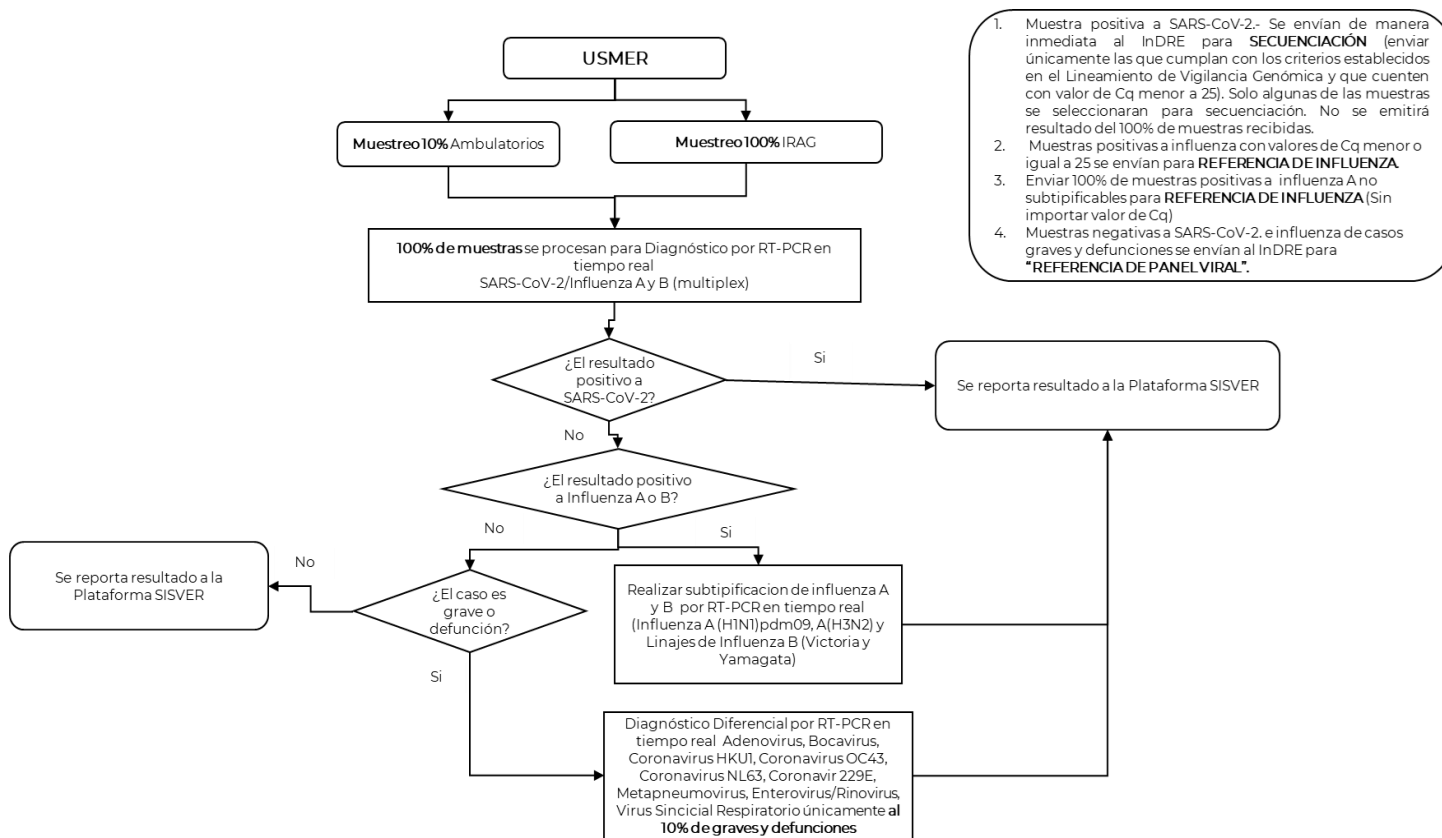 USMER
Muestreo 10% Ambulatorios
Muestreo 100% IRAG
100% de muestras se procesan para Diagnóstico por RT-PCR en
tiempo real
SARS-CoV-2/Influenza A y B (multiplex)
¿El resultado
positivo a
SARS-CoV-2?
Si
Se reporta resultado a la Plataforma SISVER
No
¿El resultado positivo
a Influenza A o B?
No
Si
¿El caso es
grave o
defunción?
No
Se reporta resultado a la
Plataforma SISVER
Si
Realizar subtipificacion de influenza A
y B por RT-PCR en tiempo real
(Influenza A (H1N1)pdm09, A(H3N2) y
Linajes de Influenza B (Victoria y
Yamagata)
Diagnóstico Diferencial por RT-PCR en
tiempo real Adenovirus, Bocavirus,
Coronavirus HKU1, Coronavirus OC43,
Coronavirus NL63, Coronavir 229E,
Metapneumovirus, Enterovirus/Rinovirus,
Virus Sincicial Respiratorio únicamente al
10% de graves y defunciones
1. Muestra positiva a SARS-CoV-2.- Se envían de manera
inmediata al InDRE para SECUENCIACIÓN (enviar
únicamente las que cumplan con los criterios establecidos
en el Lineamiento de Vigilancia Genómica y que cuenten
con valor de Cq menor a 25). Solo algunas de las muestras
se seleccionaran para secuenciación. No se emitirá
resultado del 100% de muestras recibidas.
2. Muestras positivas a influenza con valores de Cq menor o
igual a 25 se envían para REFERENCIA DE INFLUENZA.
3. Enviar 100% de muestras positivas a influenza A no
subtipificables para REFERENCIA DE INFLUENZA (Sin
importar valor de Cq)
4. Muestras negativas a SARS-CoV-2. e influenza de casos
graves y defunciones se envían al InDRE para
“REFERENCIA DE PANEL VIRAL”.